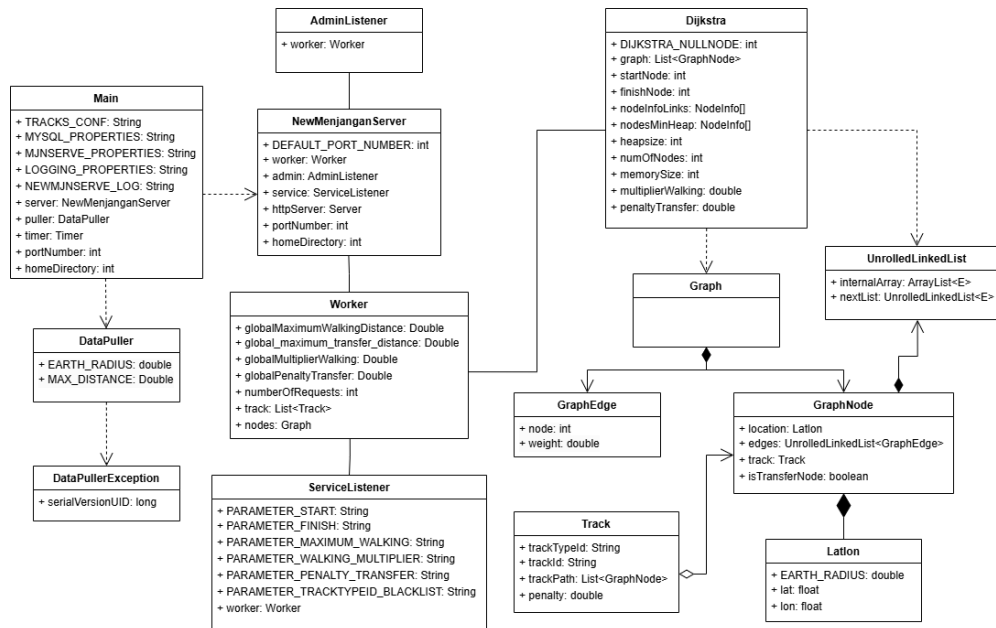 AdminListener
+ worker: Worker
Dijkstra
+ DIJKSTRA_NULLNODE: int
+ graph: List<GraphNode>
+ startNode: int
+ finishNode: int
+ nodeInfoLinks: NodeInfo[]
+ nodesMinHeap: NodeInfo[]
+ heapsize: int
+ numOfNodes: int
+ memorySize: int
+ multiplierWalking: double
+ penaltyTransfer: double
Main
+ TRACKS_CONF: String
+ MYSQL_PROPERTIES: String
+ MJNSERVE_PROPERTIES: String
+ LOGGING_PROPERTIES: String
+ NEWMJNSERVE_LOG: String
+ server: NewMenjanganServer
+ puller: DataPuller
+ timer: Timer
+ portNumber: int
+ homeDirectory: int
NewMenjanganServer
+ DEFAULT_PORT_NUMBER: int
+ worker: Worker
+ admin: AdminListener
+ service: ServiceListener
+ httpServer: Server
+ portNumber: int
+ homeDirectory: int
UnrolledLinkedList
+ internalArray: ArrayList<E>
+ nextList: UnrolledLinkedList<E>
Graph
Worker
+ globalMaximumWalkingDistance: Double
+ global_maximum_transfer_distance: Double
+ globalMultiplierWalking: Double
+ globalPenaltyTransfer: Double
+ numberOfRequests: int
+ track: List<Track>
+ nodes: Graph
DataPuller
+ EARTH_RADIUS: double
+ MAX_DISTANCE: Double
GraphEdge
+ node: int
+ weight: double
GraphNode
+ location: Latlon
+ edges: UnrolledLinkedList<GraphEdge>
+ track: Track
+ isTransferNode: boolean
DataPullerException
+ serialVersionUID: long
ServiceListener
+ PARAMETER_START: String
+ PARAMETER_FINISH: String
+ PARAMETER_MAXIMUM_WALKING: String
+ PARAMETER_WALKING_MULTIPLIER: String
+ PARAMETER_PENALTY_TRANSFER: String
+ PARAMETER_TRACKTYPEID_BLACKLIST: String
+ worker: Worker
Track
+ trackTypeId: String
+ trackId: String
+ trackPath: List<GraphNode>
+ penalty: double
Latlon
+ EARTH_RADIUS: double
+ lat: float
+ lon: float